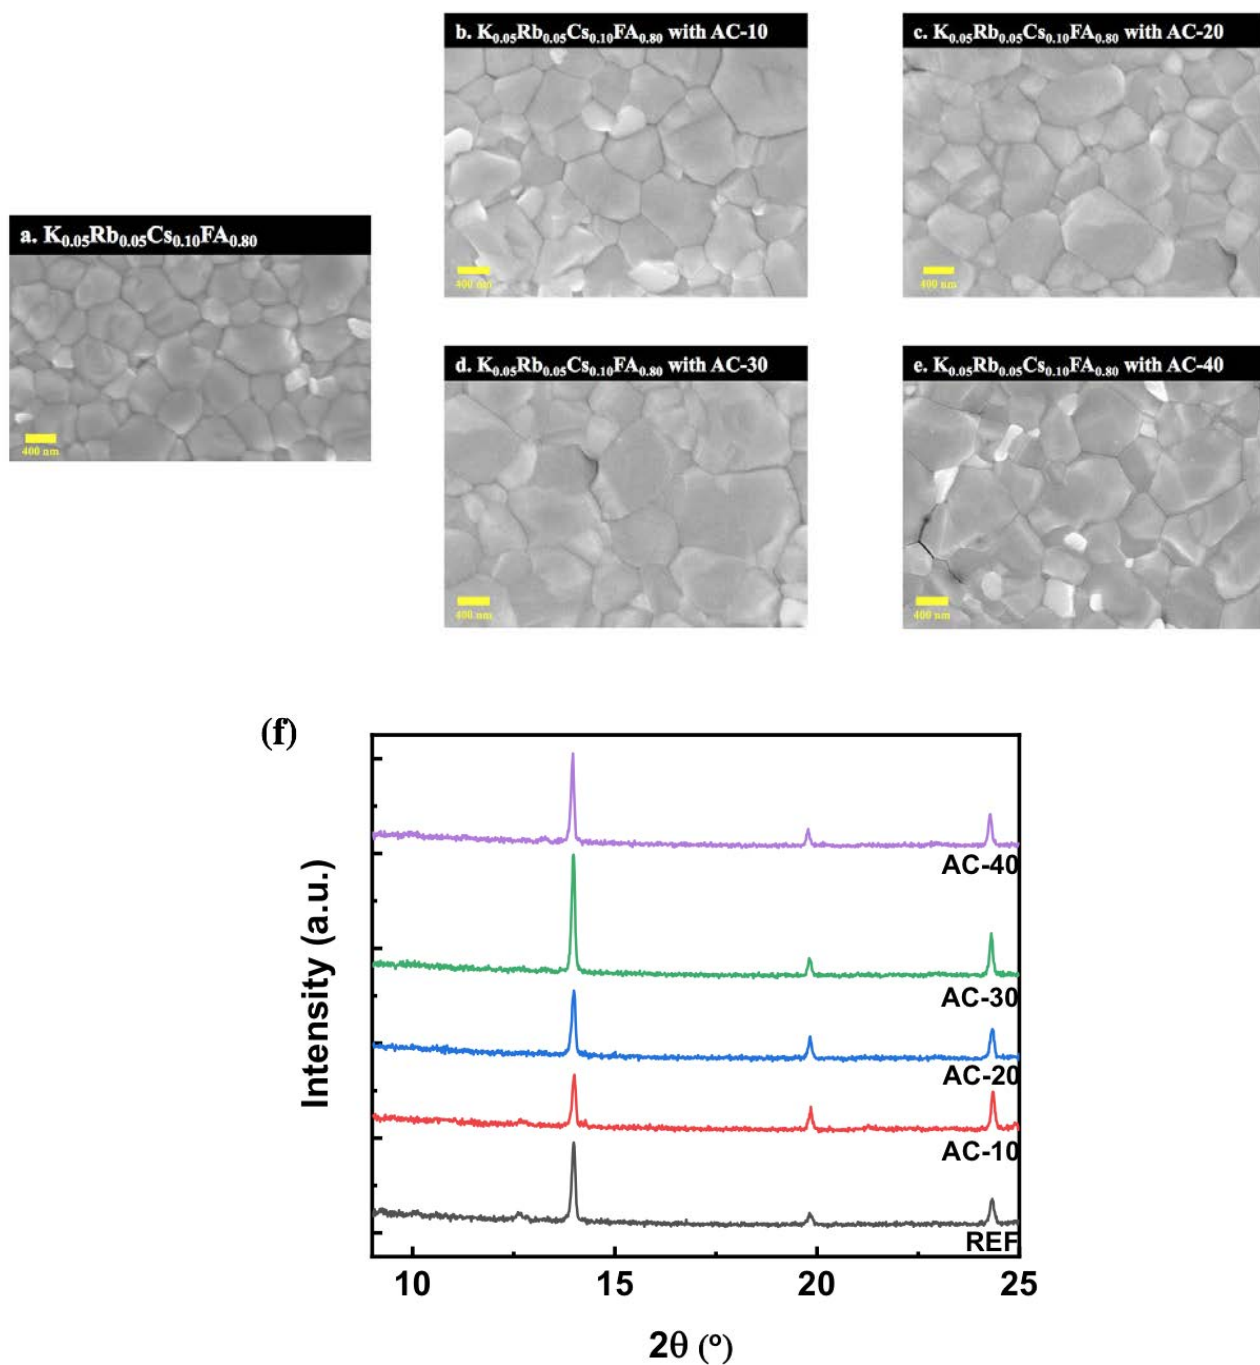 b. K₀.₀₅Rb₀.₀₅Cs₀.₁₀FA₀.₈₀ with AC-10
c. K₀.₀₅Rb₀.₀₅Cs₀.₁₀FA₀.₈₀ with AC-20
400 nm
400 nm
a. K₀.₀₅Rb₀.₀₅Cs₀.₁₀FA₀.₈₀
400 nm
d. K₀.₀₅Rb₀.₀₅Cs₀.₁₀FA₀.₈₀ with AC-30
e. K₀.₀₅Rb₀.₀₅Cs₀.₁₀FA₀.₈₀ with AC-40
400 nm
400 nm
(f)
Intensity (a.u.)
AC-40
AC-30
AC-20
AC-10
REF
10 15 20 25
2θ (º)